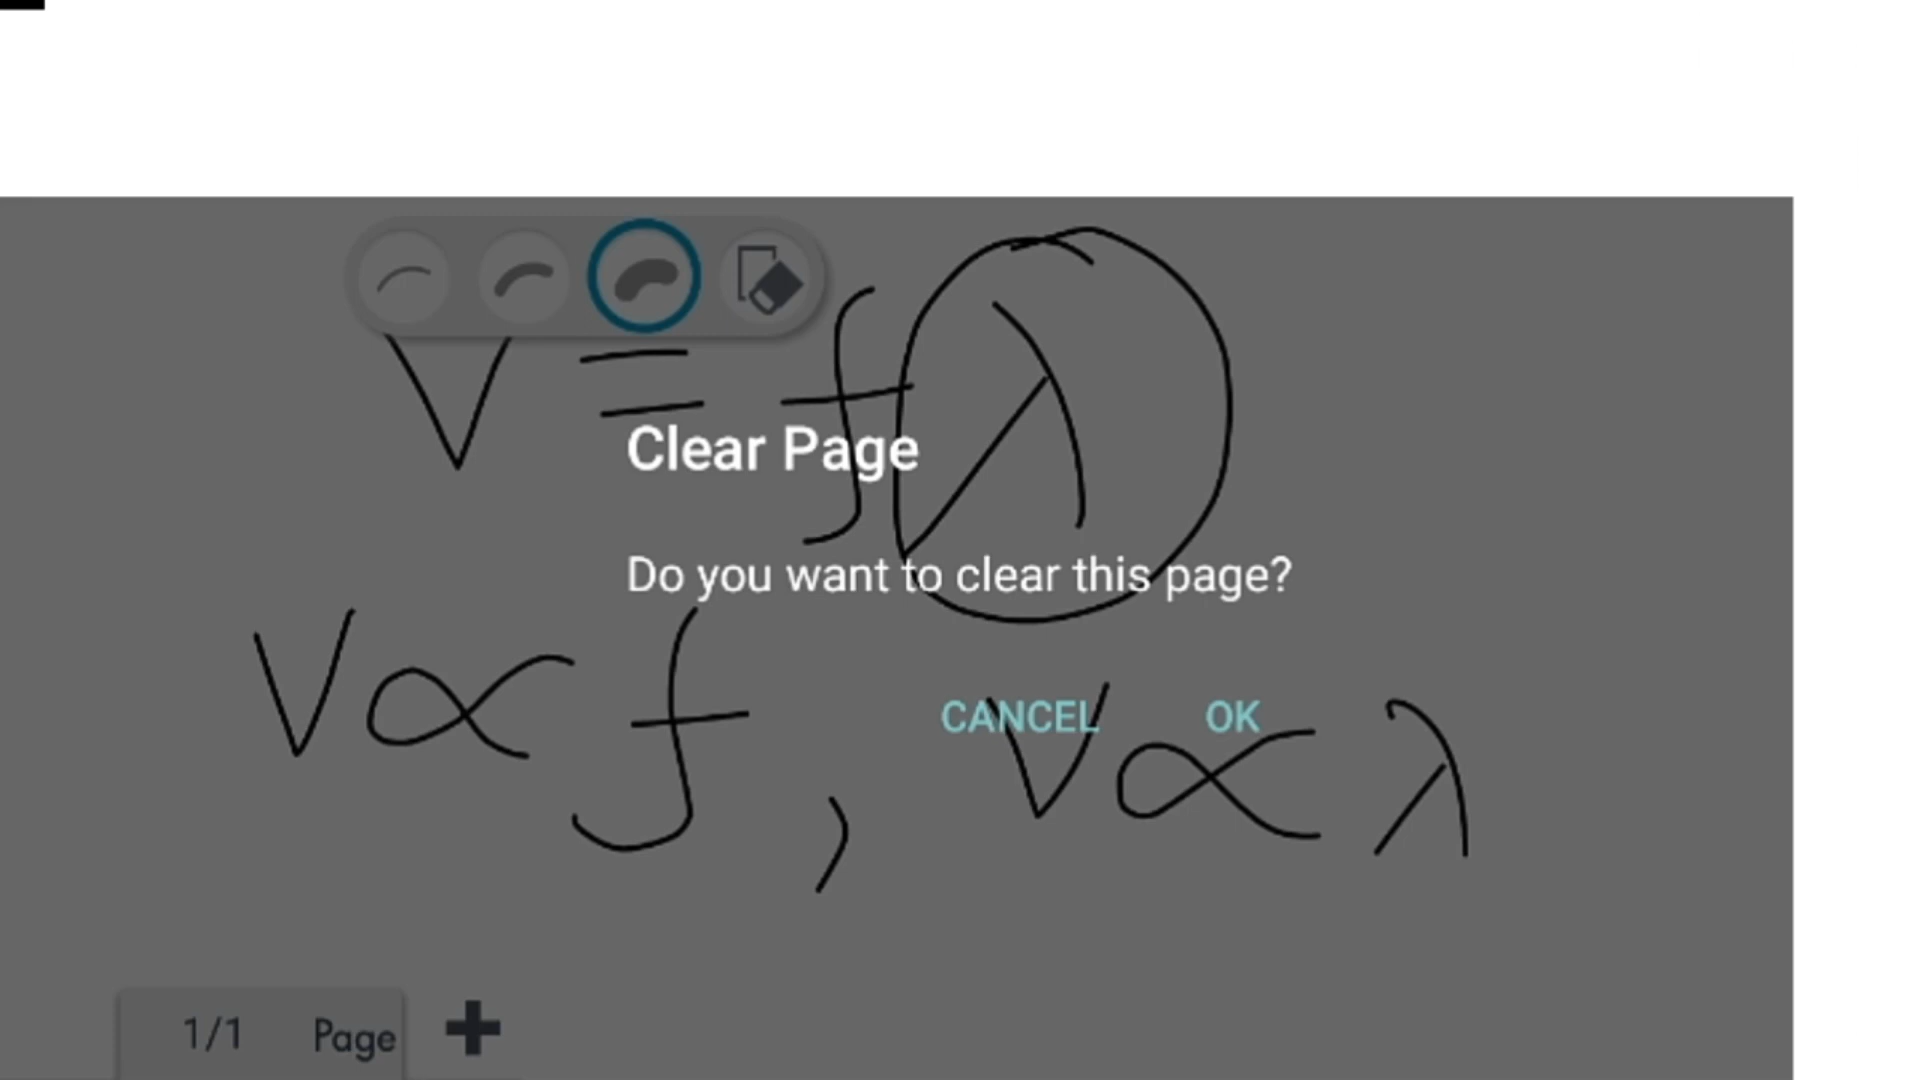 V = fλ
Clear Page
Do you want to clear this page?
V ∝ f , V ∝ λ
CANCEL OK
1/1 Page